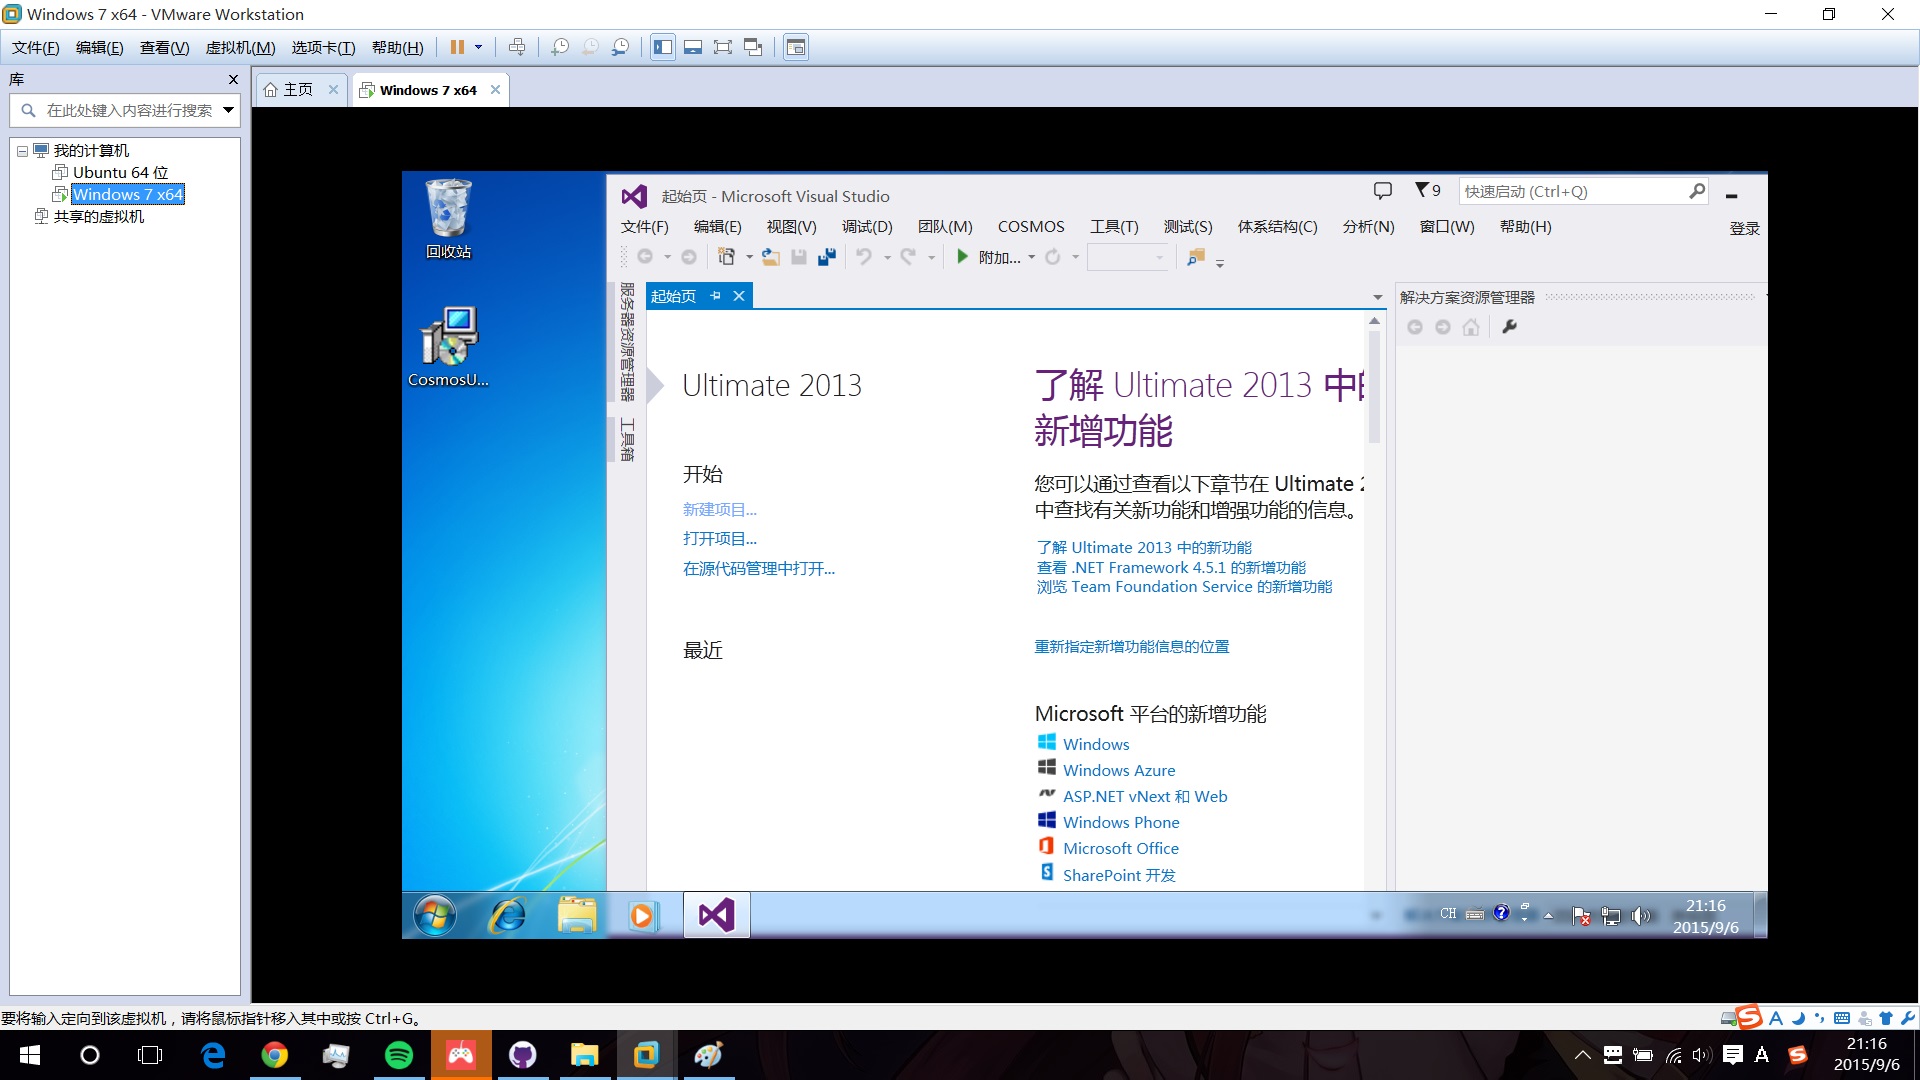 Windows 7 x64 - VMware Workstation
文件(F) 编辑(E) 查看(V) 虚拟机(M) 选项卡(T) 帮助(H)
库
在此处键入内容进行搜索
我的计算机
Ubuntu 64 位
Windows 7 x64
共享的虚拟机
主页
Windows 7 x64
回收站
CosmosU...
起始页 - Microsoft Visual Studio
9
快速启动 (Ctrl+Q)
文件(F) 编辑(E) 视图(V) 调试(D) 团队(M) COSMOS 工具(T) 测试(S) 体系结构(C) 分析(N) 窗口(W) 帮助(H)
登录
附加...
服务器资源管理器
工具箱
起始页
Ultimate 2013
开始
新建项目...
打开项目...
在源代码管理中打开...
最近
了解 Ultimate 2013 中
新增功能
您可以通过查看以下章节在 Ultimate
中查找有关新功能和增强功能的信息。
了解 Ultimate 2013 中的新功能
查看 .NET Framework 4.5.1 的新增功能
浏览 Team Foundation Service 的新增功能
重新指定新增功能信息的位置
Microsoft 平台的新增功能
Windows
Windows Azure
ASP.NET vNext 和 Web
Windows Phone
Microsoft Office
SharePoint 开发
解决方案资源管理器
CH
21:16
2015/9/6
要将输入定向到该虚拟机，请将鼠标指针移入其中或按 Ctrl+G。
A
21:16
2015/9/6